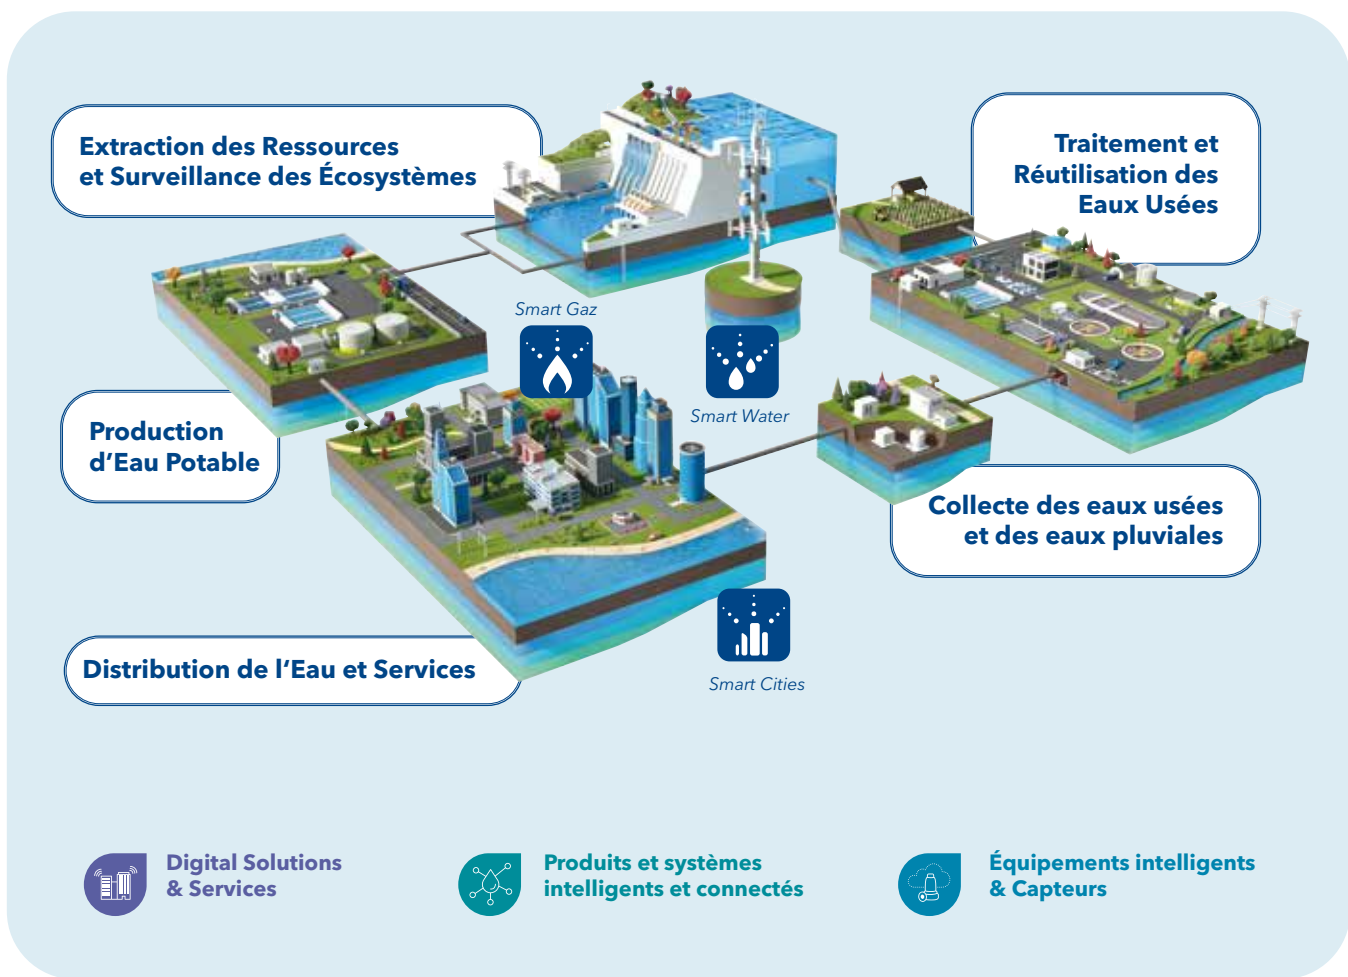 Extraction des Ressources
et Surveillance des Écosystèmes
Traitement et
Réutilisation des
Eaux Usées
Smart Gaz
Smart Water
Production
d’Eau Potable
Collecte des eaux usées
et des eaux pluviales
Distribution de l‘Eau et Services
Smart Cities
Digital Solutions
& Services
Produits et systèmes
intelligents et connectés
Équipements intelligents
& Capteurs